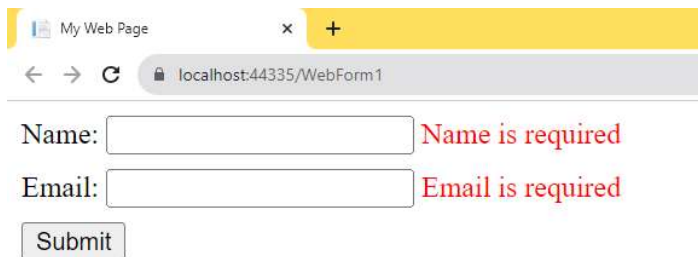 My Web Page
localhost:44335/WebForm1
Name: Name is required
Email: Email is required
Submit